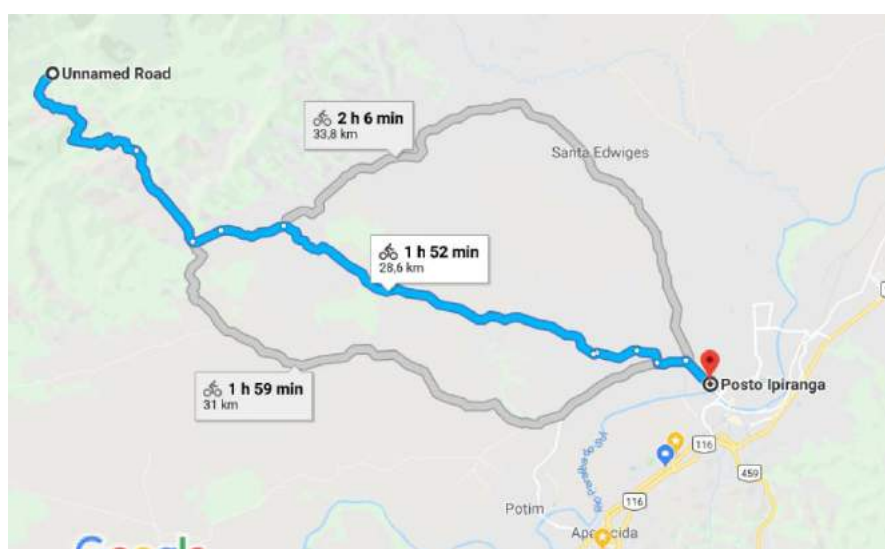 Unnamed Road
2 h 6 min
33,8 km
Santa Edwiges
1 h 52 min
28,6 km
1 h 59 min
31 km
Posto Ipiranga
116
459
116
Potim
Aparecida